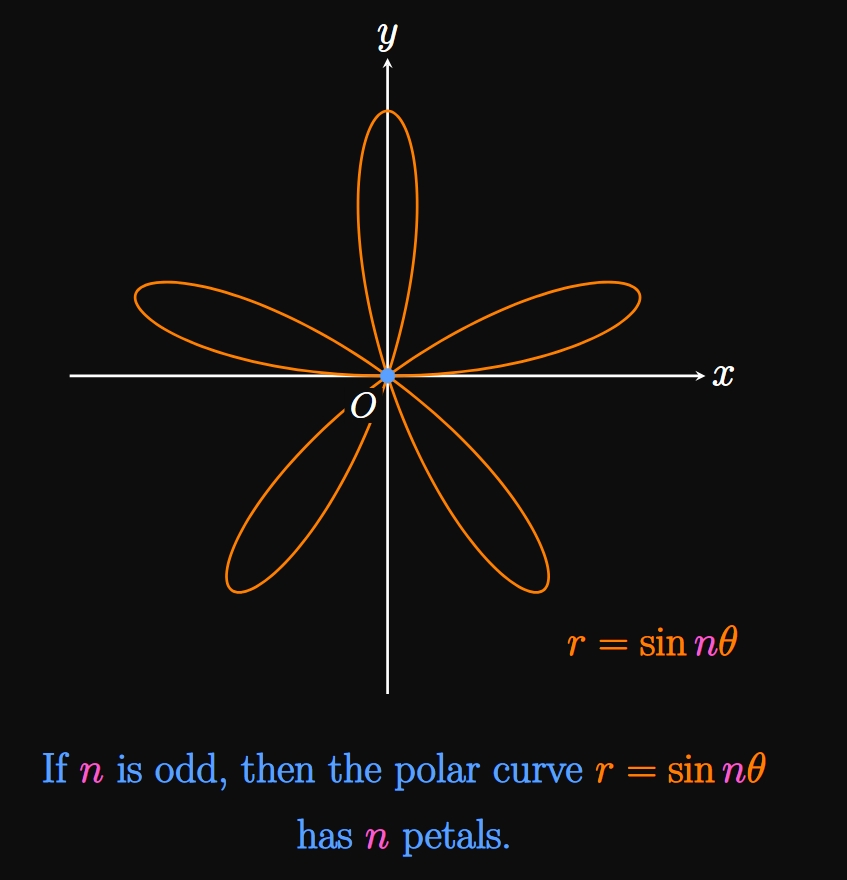 y
x
O
r = sin nθ
If n is odd, then the polar curve r = sin nθ
has n petals.